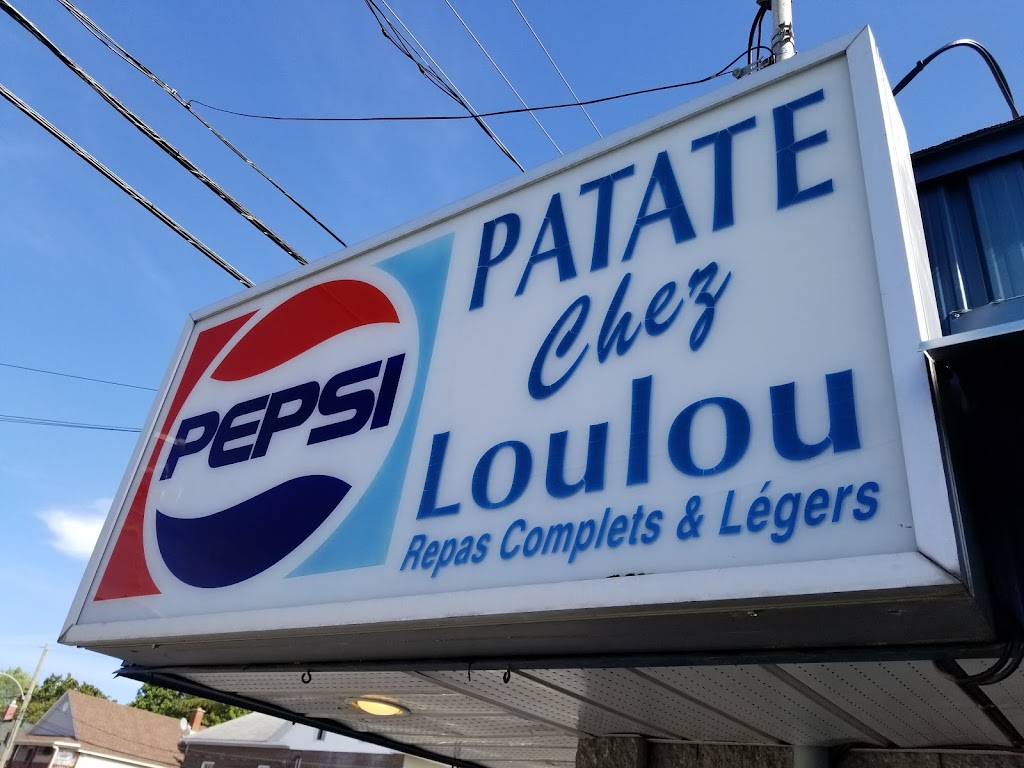 PEPSI
PATATE
Chez
Loulou
Repas Complets & Légers